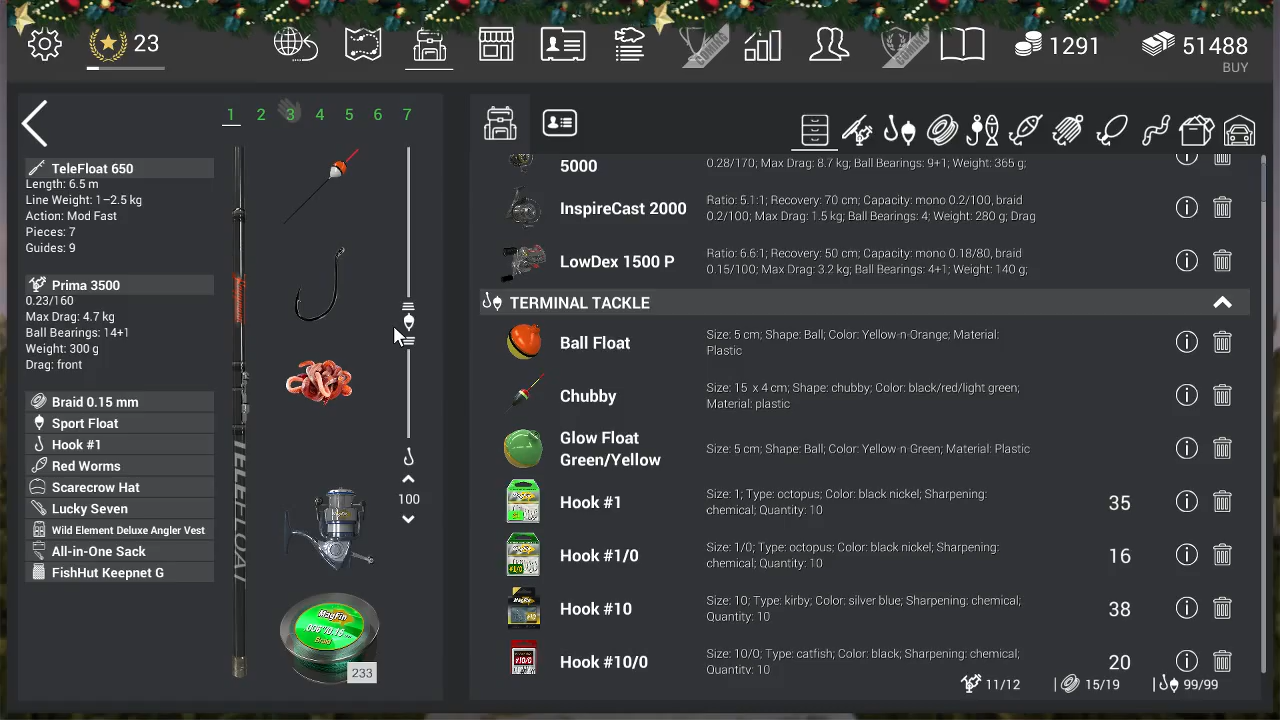 23
1291
51488
BUY
1 2 3 4 5 6 7
TeleFloat 650
Length: 6.5 m
Line Weight: 1–2.5 kg
Action: Mod Fast
Pieces: 7
Guides: 9
Prima 3500
0.23/160
Max Drag: 4.7 kg
Ball Bearings: 14+1
Weight: 300 g
Drag: front
Braid 0.15 mm
Sport Float
Hook #1
Red Worms
Scarecrow Hat
Lucky Seven
Wild Element Deluxe Angler Vest
All-in-One Sack
FishHut Keepnet G
TELEFLOAT
100
MagFin
.006"/0.15 mm
Braid
233
5000
0.28/170; Max Drag: 8.7 kg; Ball Bearings: 9+1; Weight: 365 g;
InspireCast 2000
Ratio: 5.1:1; Recovery: 70 cm; Capacity: mono 0.2/100, braid
0.2/100; Max Drag: 1.5 kg; Ball Bearings: 4; Weight: 280 g; Drag
LowDex 1500 P
Ratio: 6.6:1; Recovery: 50 cm; Capacity: mono 0.18/80, braid
0.15/100; Max Drag: 3.2 kg; Ball Bearings: 4+1; Weight: 140 g;
TERMINAL TACKLE
Ball Float
Size: 5 cm; Shape: Ball; Color: Yellow-n-Orange; Material:
Plastic
Chubby
Size: 15 x 4 cm; Shape: chubby; Color: black/red/light green;
Material: plastic
Glow Float
Green/Yellow
Size: 5 cm; Shape: Ball; Color: Yellow-n-Green; Material: Plastic
Hook #1
Size: 1; Type: octopus; Color: black nickel; Sharpening:
chemical; Quantity: 10
35
Hook #1/0
Size: 1/0; Type: octopus; Color: black nickel; Sharpening:
chemical; Quantity: 10
16
Hook #10
Size: 10; Type: kirby; Color: silver blue; Sharpening: chemical;
Quantity: 10
38
Hook #10/0
Size: 10/0; Type: catfish; Color: black; Sharpening: chemical;
Quantity: 10
20
11/12
15/19
99/99